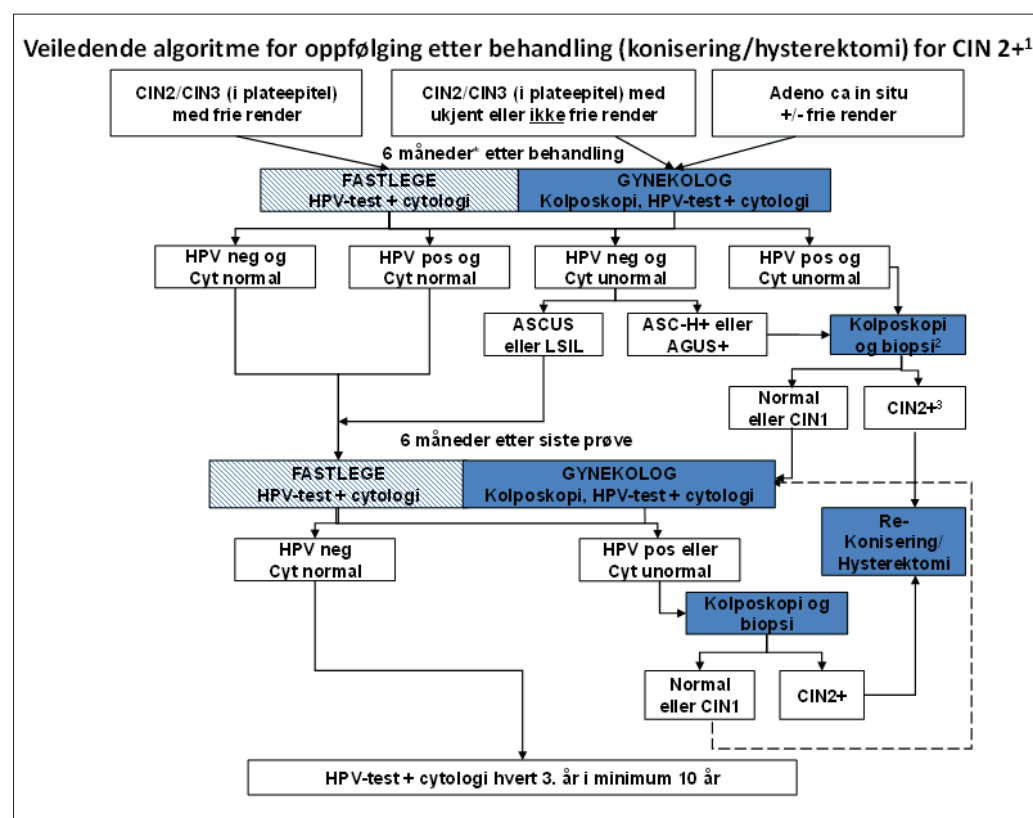 Veiledende algoritme for oppfølging etter behandling (konisering/hysterektomi) for CIN 2+¹
CIN2/CIN3 (i plateepitel)
med frie render
CIN2/CIN3 (i plateepitel) med
ukjent eller ikke frie render
Adeno ca in situ
+/- frie render
6 måneder* etter behandling
FASTLEGE
HPV-test + cytologi
GYNEKOLOG
Kolposkopi, HPV-test + cytologi
HPV neg og
Cyt normal
HPV pos og
Cyt normal
HPV neg og
Cyt unormal
HPV pos og
Cyt unormal
ASCUS
eller LSIL
ASC-H+ eller
AGUS+
Kolposkopi
og biopsi²
Normal
eller CIN1
CIN2+³
6 måneder etter siste prøve
FASTLEGE
HPV-test + cytologi
GYNEKOLOG
Kolposkopi, HPV-test + cytologi
HPV neg
Cyt normal
HPV pos eller
Cyt unormal
Re-
Konisering/
Hysterektomi
Kolposkopi og
biopsi
Normal
eller CIN1
CIN2+
HPV-test + cytologi hvert 3. år i minimum 10 år